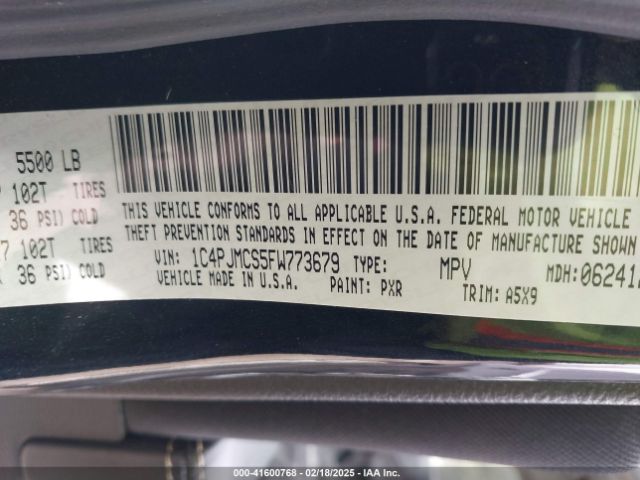 5500 LB
102T TIRES
36 PSI) COLD
102T TIRES
36 PSI) COLD
THIS VEHICLE CONFORMS TO ALL APPLICABLE U.S.A. FEDERAL MOTOR VEHICLE
THEFT PREVENTION STANDARDS IN EFFECT ON THE DATE OF MANUFACTURE SHOWN
VIN: 1C4PJMCS5FW773679 TYPE: MPV MDH:06241
VEHICLE MADE IN U.S.A. PAINT: PXR TRIM: A5X9
000-41600768 - 02/18/2025 - IAA Inc.